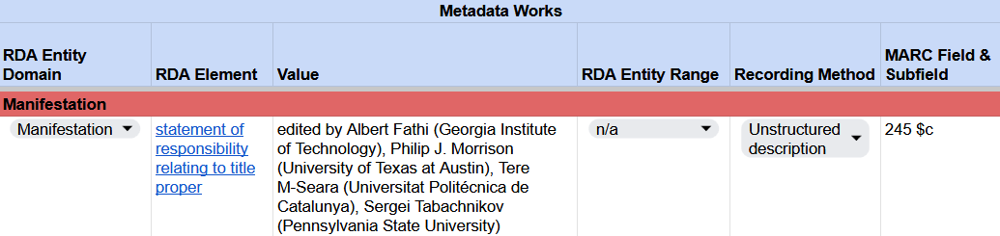 Metadata Works
RDA Entity Domain
RDA Element
Value
RDA Entity Range
Recording Method
MARC Field & Subfield
Manifestation
Manifestation
statement of
responsibility
relating to title
proper
edited by Albert Fathi (Georgia Institute
of Technology), Philip J. Morrison
(University of Texas at Austin), Tere
M-Seara (Universitat Politécnica de
Catalunya), Sergei Tabachnikov
(Pennsylvania State University)
n/a
Unstructured
description
245 $c